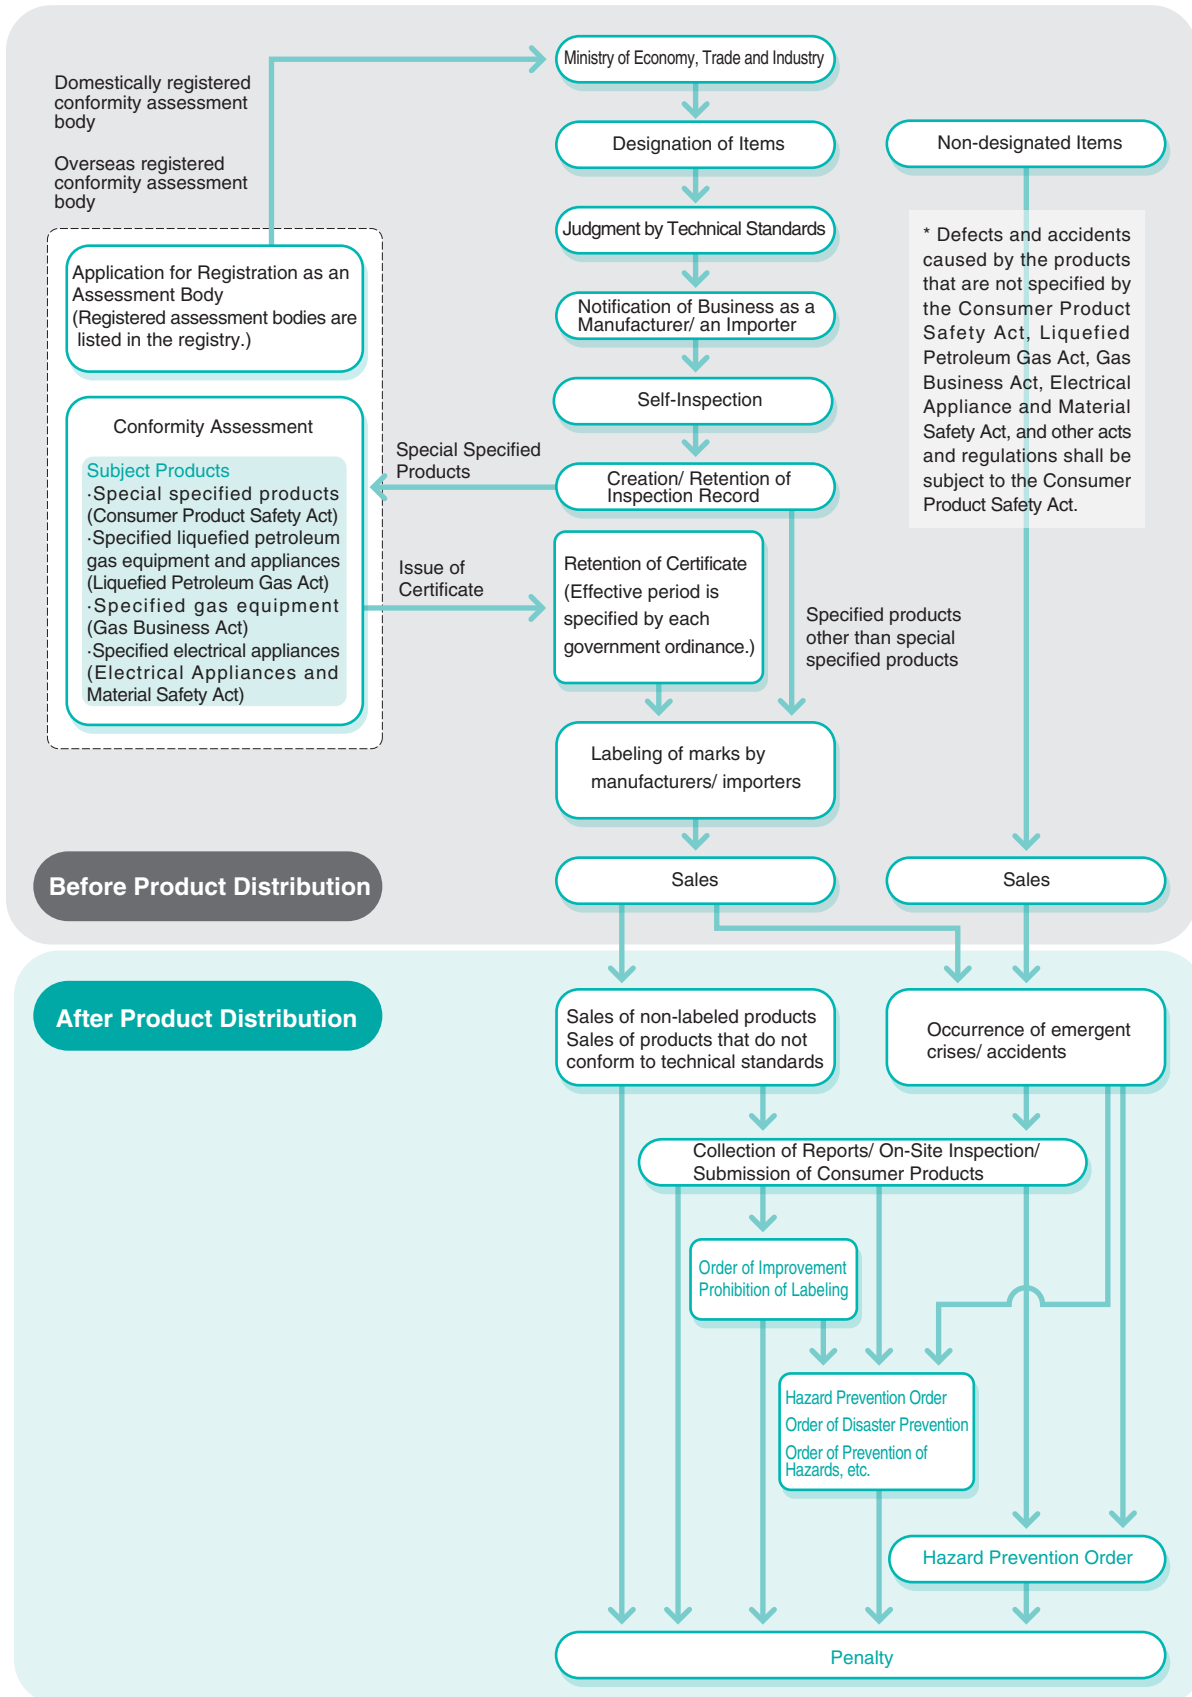 Ministry of Economy, Trade and Industry
Domestically registered
conformity assessment
body
Overseas registered
conformity assessment
body
Designation of Items
Non-designated Items
Judgment by Technical Standards
* Defects and accidents
caused by the products
that are not specified by
the Consumer Product
Safety Act, Liquefied
Petroleum Gas Act, Gas
Business Act, Electrical
Appliance and Material
Safety Act, and other acts
and regulations shall be
subject to the Consumer
Product Safety Act.
Application for Registration as an
Assessment Body
(Registered assessment bodies are
listed in the registry.)
Notification of Business as a
Manufacturer/ an Importer
Self-Inspection
Conformity Assessment
Subject Products
·Special specified products
(Consumer Product Safety Act)
·Specified liquefied petroleum
gas equipment and appliances
(Liquefied Petroleum Gas Act)
·Specified gas equipment
(Gas Business Act)
·Specified electrical appliances
(Electrical Appliances and
Material Safety Act)
Special Specified
Products
Creation/ Retention of
Inspection Record
Issue of
Certificate
Retention of Certificate
(Effective period is
specified by each
government ordinance.)
Specified products
other than special
specified products
Labeling of marks by
manufacturers/ importers
Before Product Distribution
Sales
Sales
After Product Distribution
Sales of non-labeled products
Sales of products that do not
conform to technical standards
Occurrence of emergent
crises/ accidents
Collection of Reports/ On-Site Inspection/
Submission of Consumer Products
Order of Improvement
Prohibition of Labeling
Hazard Prevention Order
Order of Disaster Prevention
Order of Prevention of
Hazards, etc.
Hazard Prevention Order
Penalty